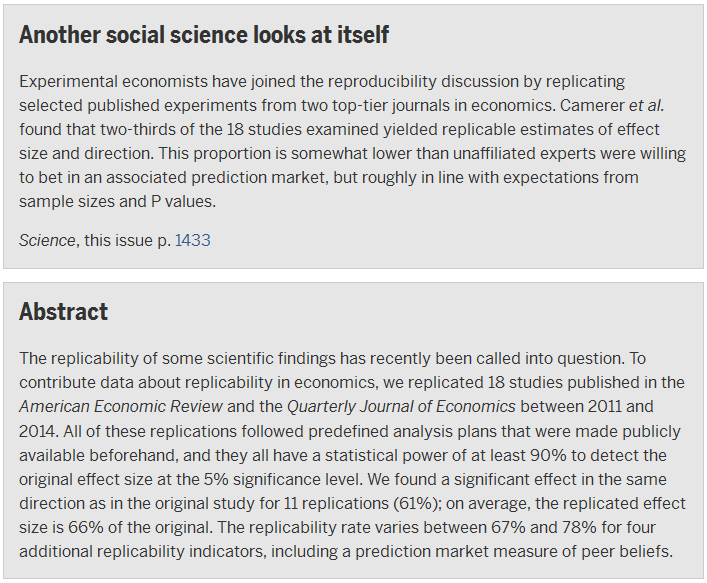 Another social science looks at itself
Experimental economists have joined the reproducibility discussion by replicating
selected published experiments from two top-tier journals in economics. Camerer et al.
found that two-thirds of the 18 studies examined yielded replicable estimates of effect
size and direction. This proportion is somewhat lower than unaffiliated experts were willing
to bet in an associated prediction market, but roughly in line with expectations from
sample sizes and P values.
Science, this issue p. 1433
Abstract
The replicability of some scientific findings has recently been called into question. To
contribute data about replicability in economics, we replicated 18 studies published in the
American Economic Review and the Quarterly Journal of Economics between 2011 and
2014. All of these replications followed predefined analysis plans that were made publicly
available beforehand, and they all have a statistical power of at least 90% to detect the
original effect size at the 5% significance level. We found a significant effect in the same
direction as in the original study for 11 replications (61%); on average, the replicated effect
size is 66% of the original. The replicability rate varies between 67% and 78% for four
additional replicability indicators, including a prediction market measure of peer beliefs.